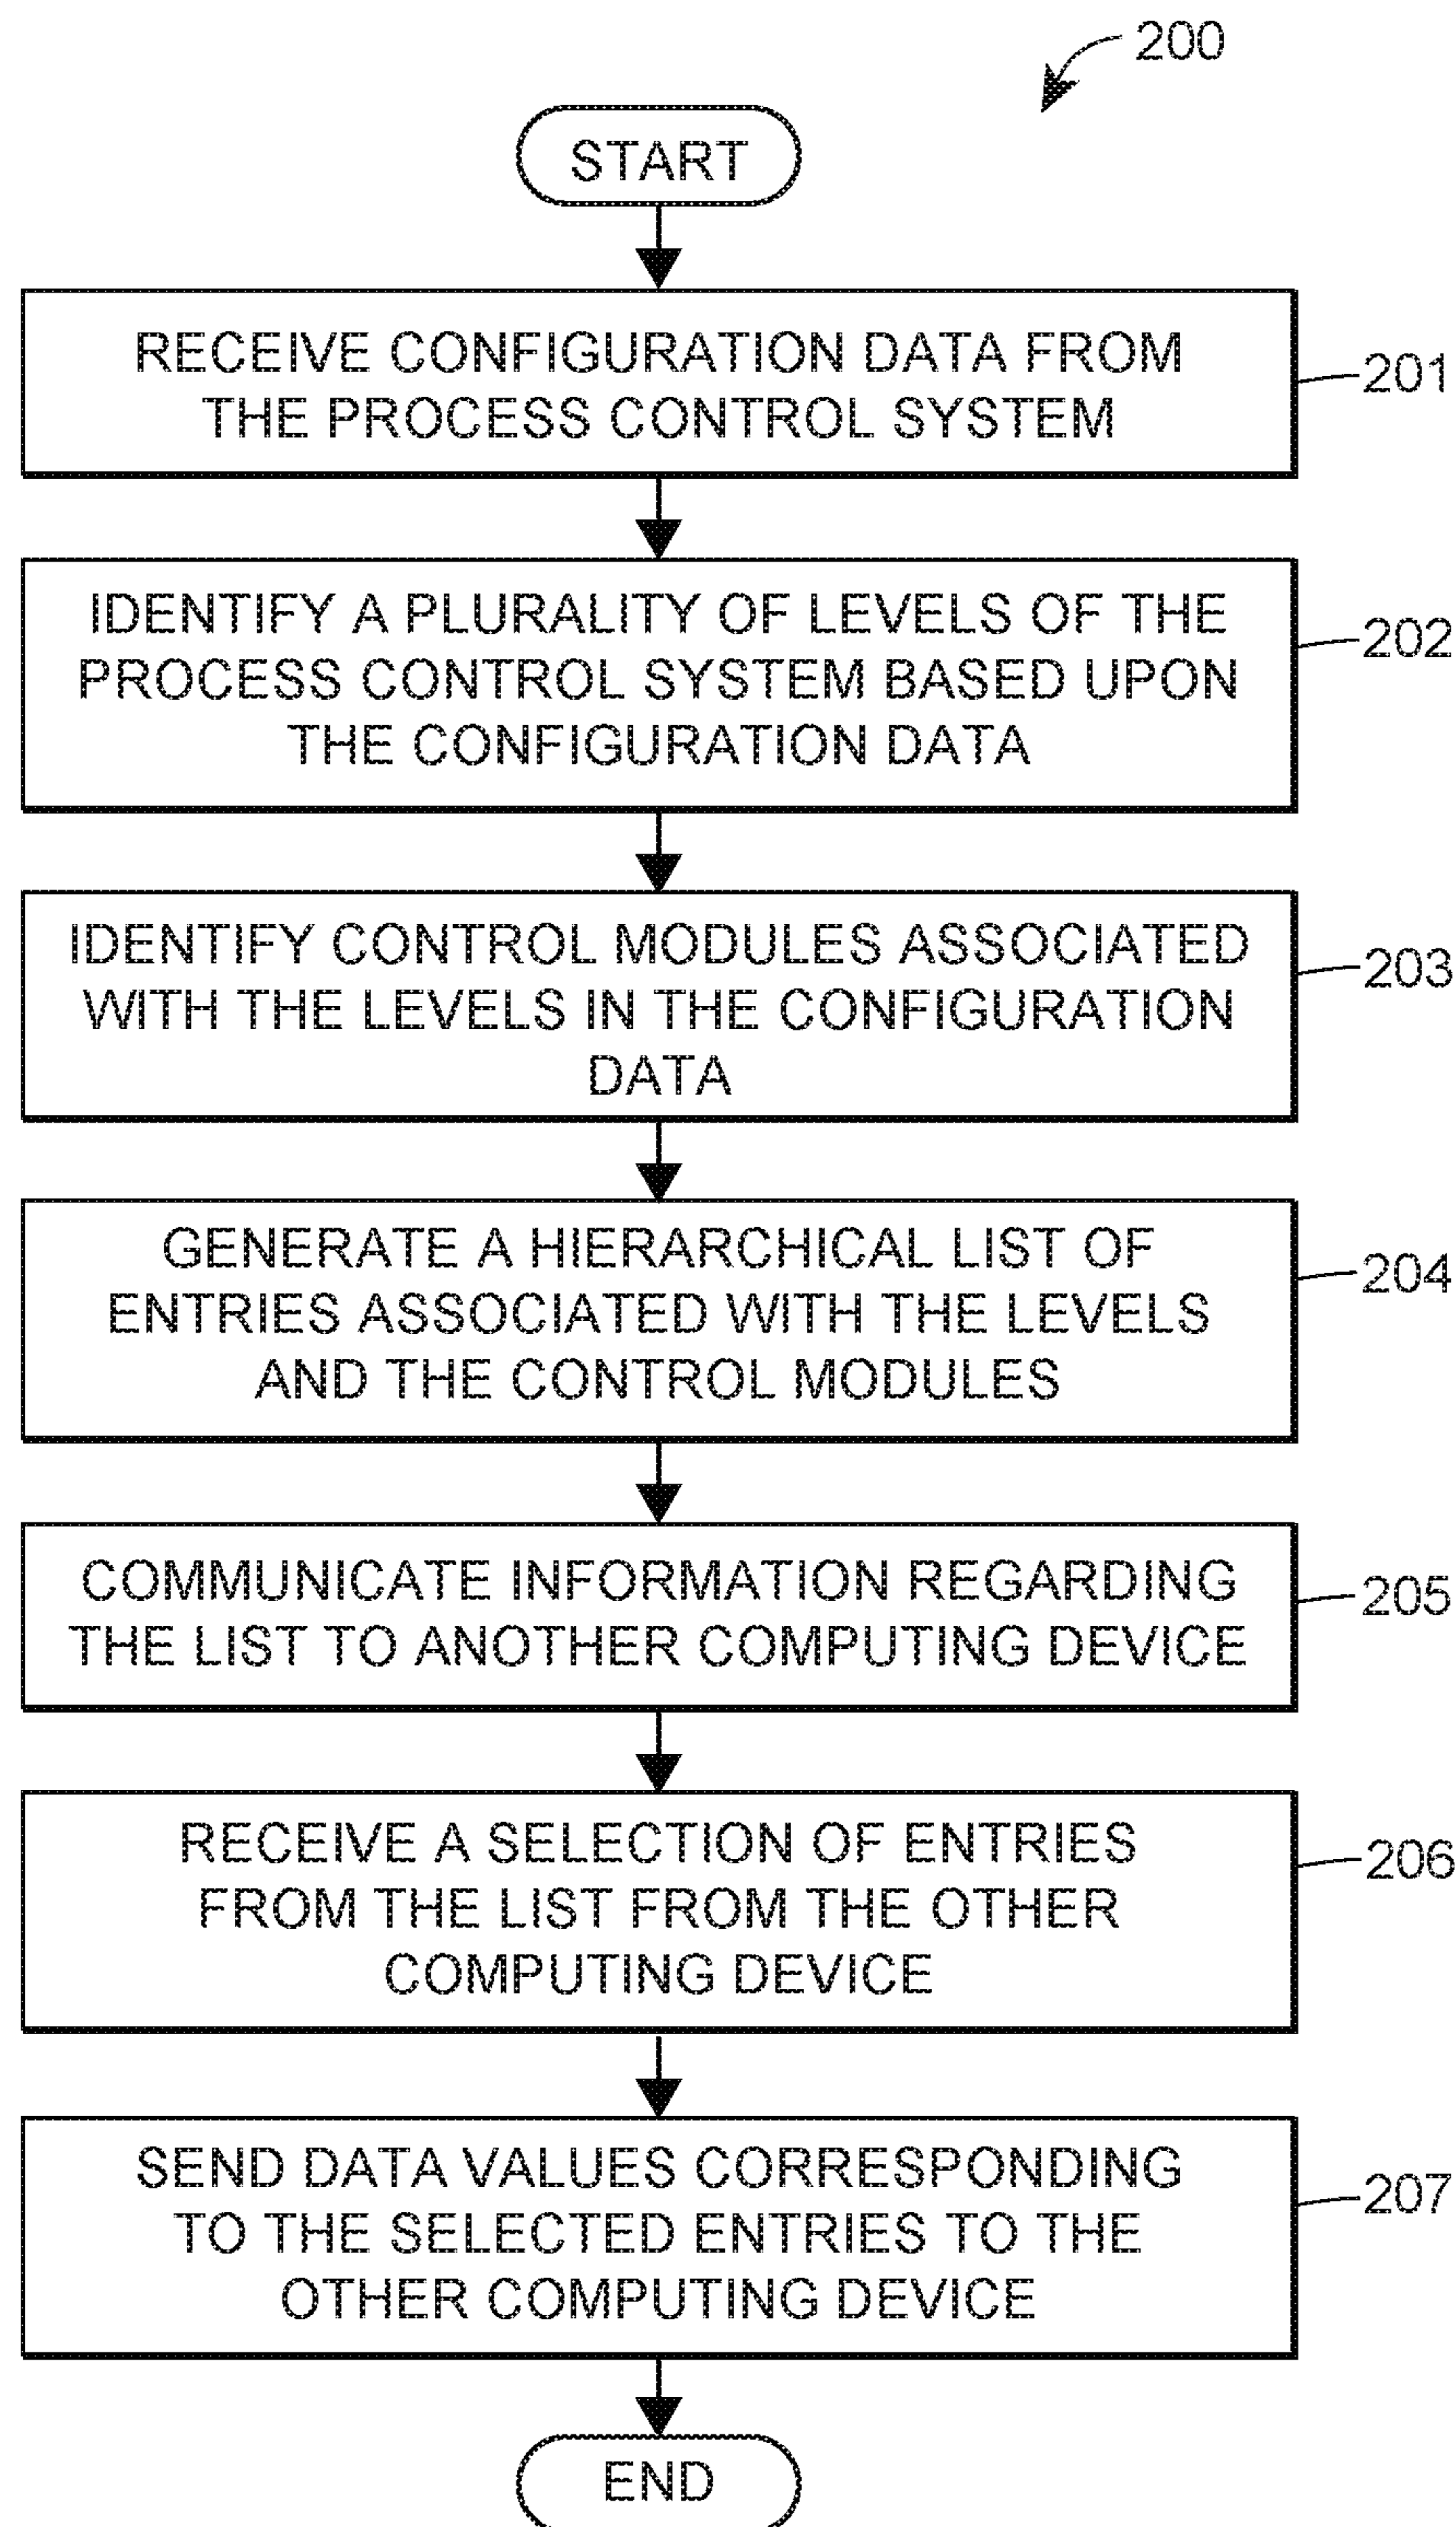 200
START
RECEIVE CONFIGURATION DATA FROM
THE PROCESS CONTROL SYSTEM
201
IDENTIFY A PLURALITY OF LEVELS OF THE
PROCESS CONTROL SYSTEM BASED UPON
THE CONFIGURATION DATA
202
IDENTIFY CONTROL MODULES ASSOCIATED
WITH THE LEVELS IN THE CONFIGURATION
DATA
203
GENERATE A HIERARCHICAL LIST OF
ENTRIES ASSOCIATED WITH THE LEVELS
AND THE CONTROL MODULES
204
COMMUNICATE INFORMATION REGARDING
THE LIST TO ANOTHER COMPUTING DEVICE
205
RECEIVE A SELECTION OF ENTRIES
FROM THE LIST FROM THE OTHER
COMPUTING DEVICE
206
SEND DATA VALUES CORRESPONDING
TO THE SELECTED ENTRIES TO THE
OTHER COMPUTING DEVICE
207
END